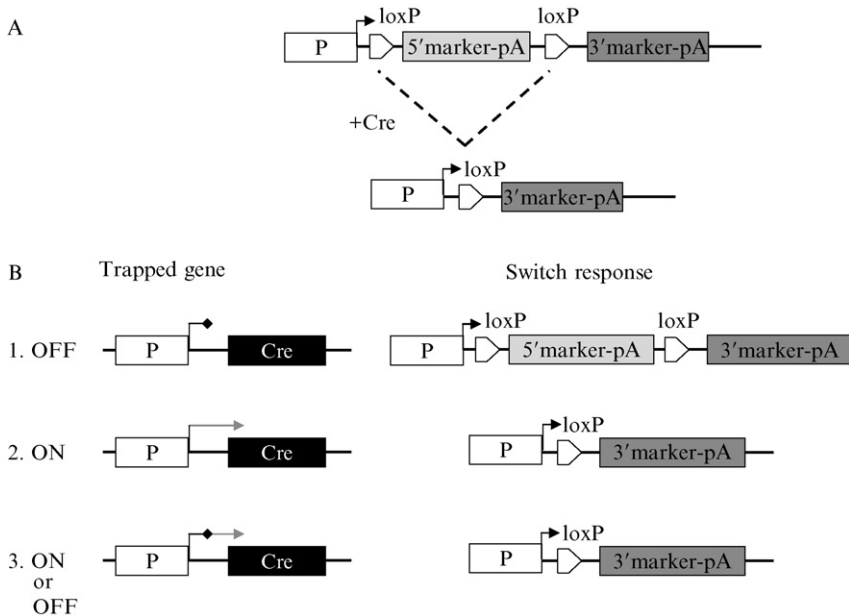 A
loxP loxP
P 5′marker-pA 3′marker-pA
+Cre
loxP
P 3′marker-pA
B Trapped gene Switch response
loxP loxP
1. OFF P Cre P 5′marker-pA 3′marker-pA
loxP
2. ON P Cre P 3′marker-pA
loxP
3. ON P Cre P 3′marker-pA
or
OFF